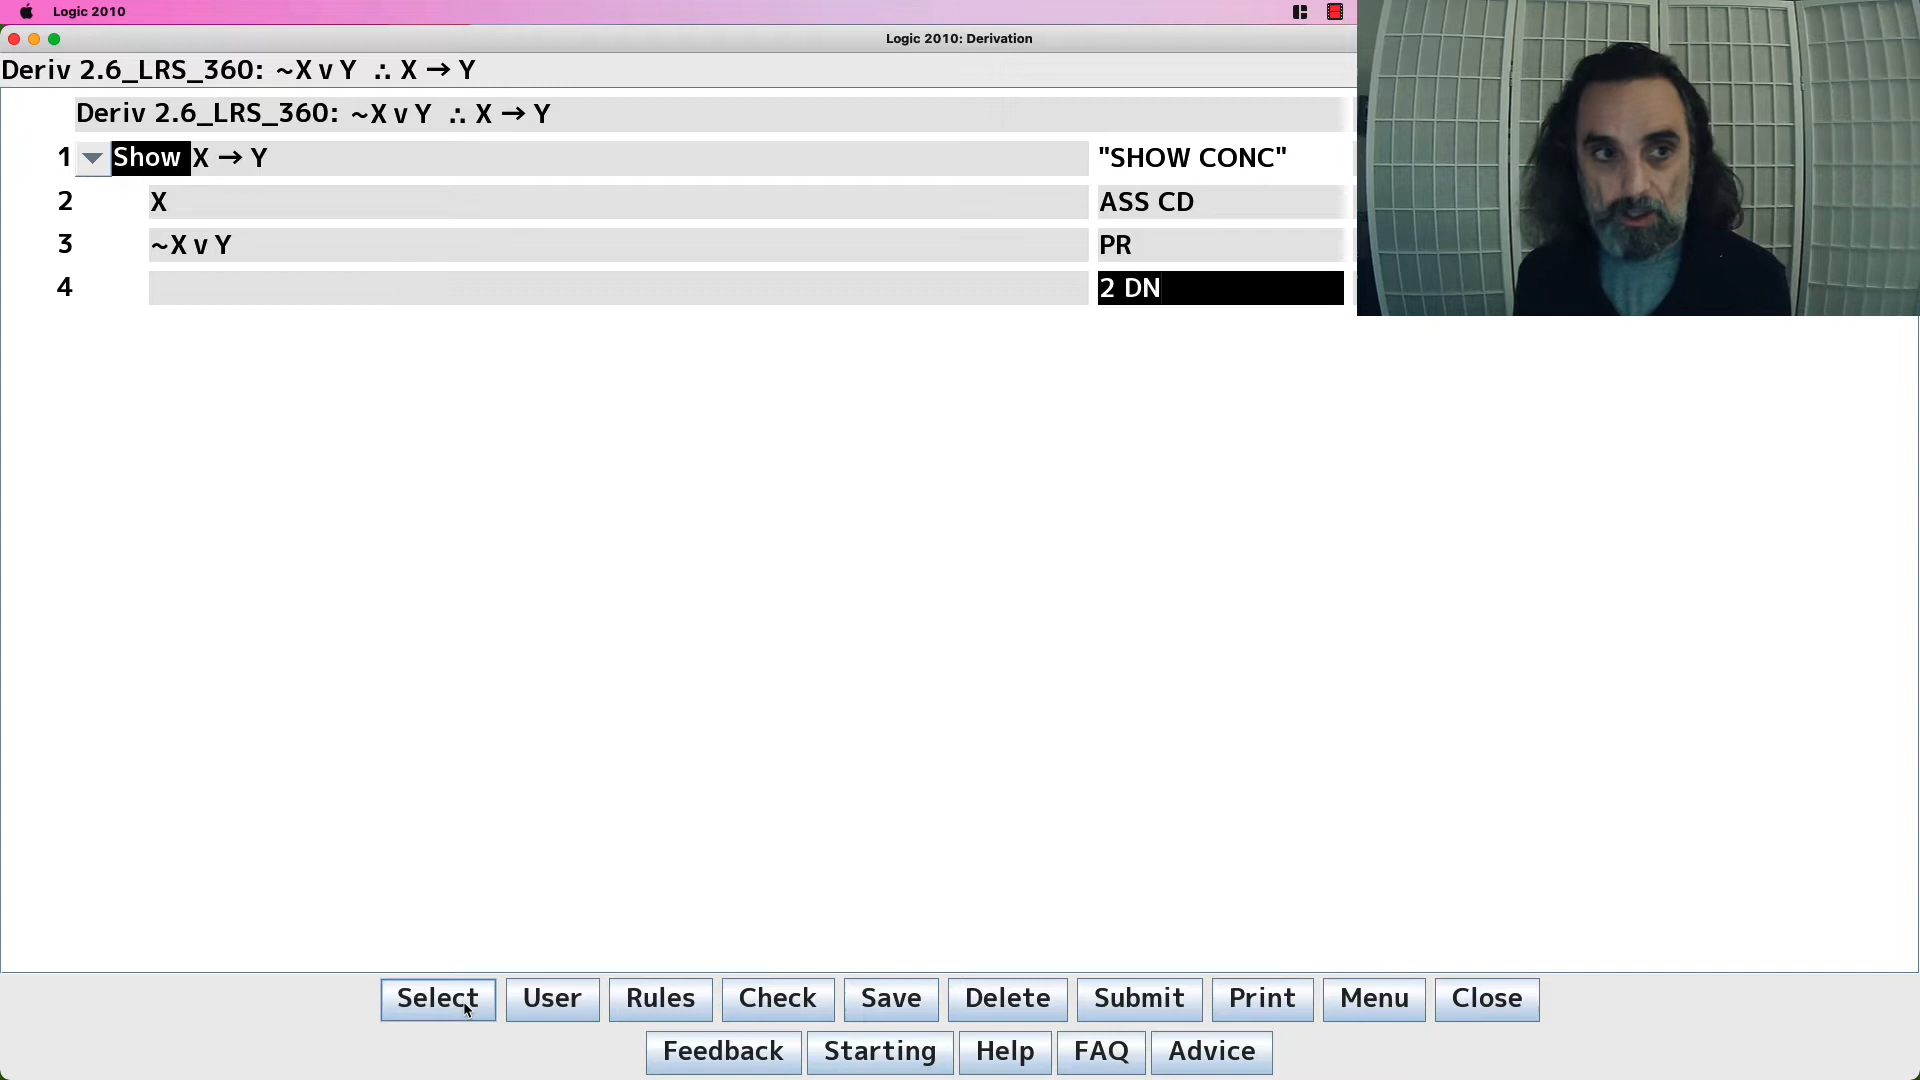 Logic 2010
Logic 2010: Derivation
Deriv 2.6_LRS_360: ~X v Y ∴ X → Y
Deriv 2.6_LRS_360: ~X v Y ∴ X → Y
1 Show X → Y "SHOW CONC"
2 X ASS CD
3 ~X v Y PR
4 2 DN
Select User Rules Check Save Delete Submit Print Menu Close
Feedback Starting Help FAQ Advice